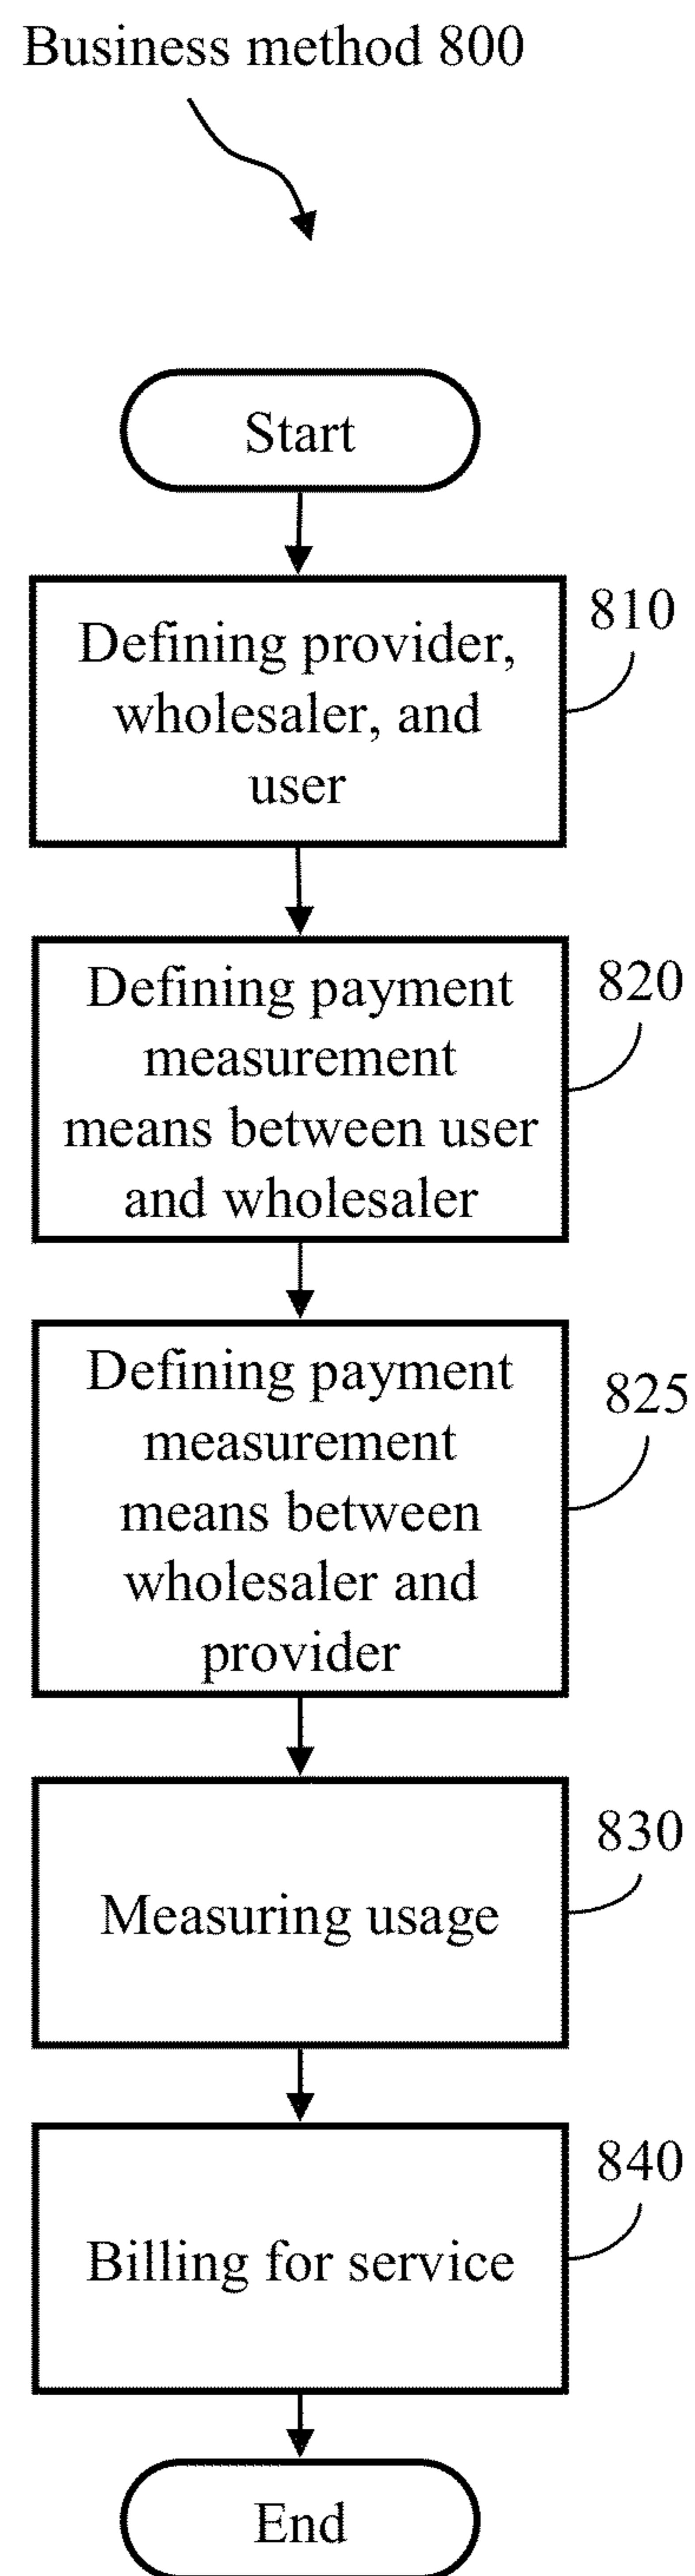 Business method 800
Start
810
Defining provider,
wholesaler, and
user
820
Defining payment
measurement
means between user
and wholesaler
825
Defining payment
measurement
means between
wholesaler and
provider
830
Measuring usage
840
Billing for service
End